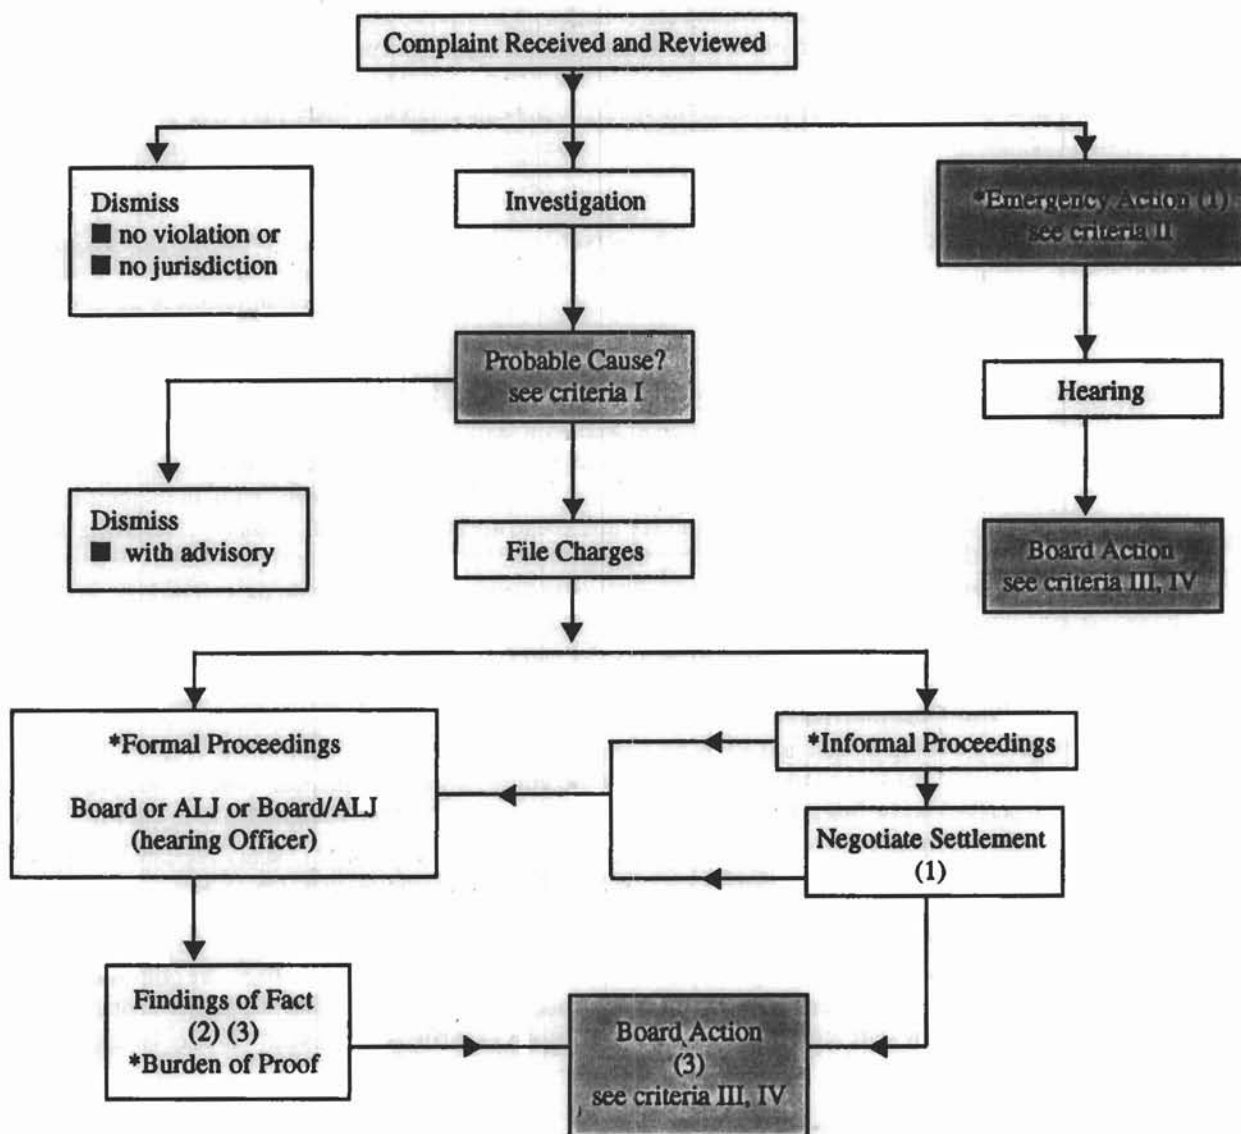 Complaint Received and Reviewed
Dismiss
■ no violation or
■ no jurisdiction
Investigation
*Emergency Action (1)
see criteria II
Probable Cause?
see criteria I
Hearing
Dismiss
■ with advisory
File Charges
Board Action
see criteria III, IV
*Formal Proceedings
Board or ALJ or Board/ALJ
(hearing Officer)
*Informal Proceedings
Negotiate Settlement
(1)
Findings of Fact
(2) (3)
*Burden of Proof
Board Action
(3)
see criteria III, IV